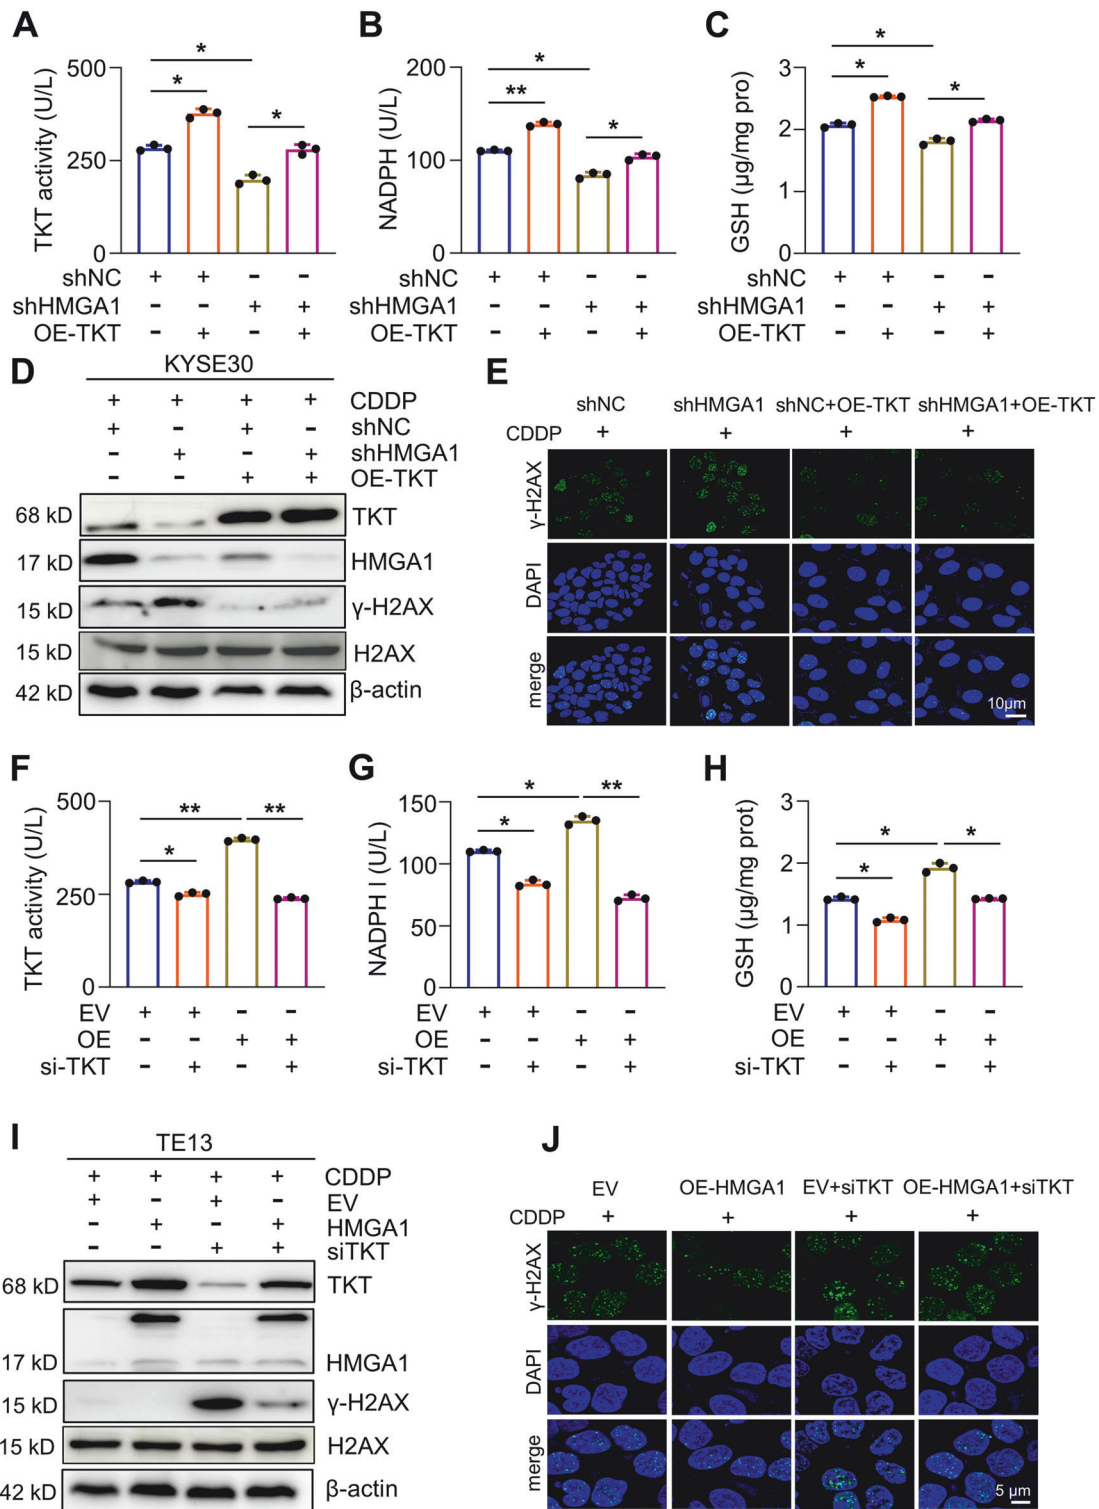 A
TKT activity (U/L)
500
250
0
*
*
*
shNC + + - -
shHMGA1 - - + +
OE-TKT - + - +
B
NADPH (U/L)
200
100
0
*
**
*
shNC + + - -
shHMGA1 - - + +
OE-TKT - + - +
C
GSH (µg/mg pro)
3
2
1
0
*
*
*
shNC + + - -
shHMGA1 - - + +
OE-TKT - + - +
D
KYSE30
+ + + + CDDP
+ - + - shNC
- + - + shHMGA1
- - + + OE-TKT
68 kD TKT
17 kD HMGA1
15 kD γ-H2AX
15 kD H2AX
42 kD β-actin
E
shNC shHMGA1 shNC+OE-TKT shHMGA1+OE-TKT
CDDP + + + +
γ-H2AX
DAPI
merge
10µm
F
TKT activity (U/L)
500
250
0
**
**
*
EV + + - -
OE - - + +
si-TKT - + - +
G
NADPH I (U/L)
150
100
50
0
*
**
*
EV + + - -
OE - - + +
si-TKT - + - +
H
GSH (µg/mg prot)
3
2
1
0
*
*
*
EV + + - -
OE - - + +
si-TKT - + - +
I
TE13
+ + + + CDDP
+ - + - EV
- + - + HMGA1
- - + + siTKT
68 kD TKT
17 kD HMGA1
15 kD γ-H2AX
15 kD H2AX
42 kD β-actin
J
EV OE-HMGA1 EV+siTKT OE-HMGA1+siTKT
CDDP + + + +
γ-H2AX
DAPI
merge
5 µm